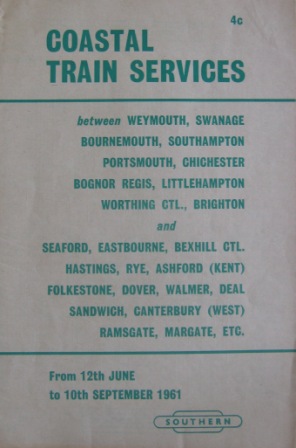 4c
COASTAL
TRAIN SERVICES
between WEYMOUTH, SWANAGE
BOURNEMOUTH, SOUTHAMPTON
PORTSMOUTH, CHICHESTER
BOGNOR REGIS, LITTLEHAMPTON
WORTHING CTL., BRIGHTON
and
SEAFORD, EASTBOURNE, BEXHILL CTL.
HASTINGS, RYE, ASHFORD (KENT)
FOLKESTONE, DOVER, WALMER, DEAL
SANDWICH, CANTERBURY (WEST)
RAMSGATE, MARGATE, ETC.
From 12th JUNE
to 10th SEPTEMBER 1961
SOUTHERN